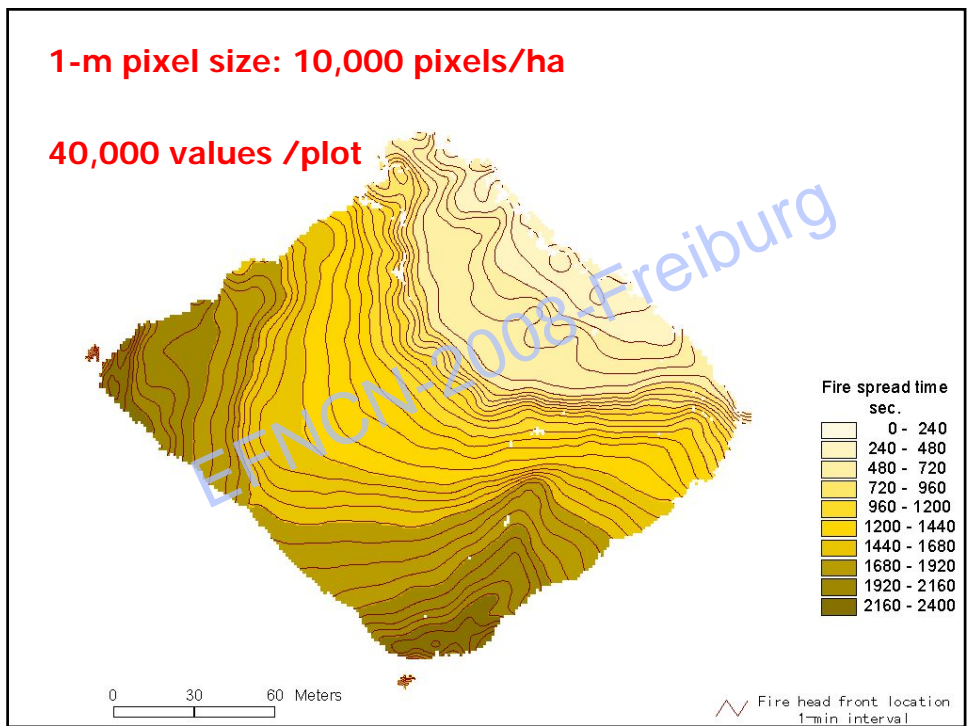 1-m pixel size: 10,000 pixels/ha
40,000 values /plot
EFNCN-2008-Freiburg
Fire spread time
sec.
0 - 240
240 - 480
480 - 720
720 - 960
960 - 1200
1200 - 1440
1440 - 1680
1680 - 1920
1920 - 2160
2160 - 2400
0 30 60 Meters
Fire head front location
1-min interval